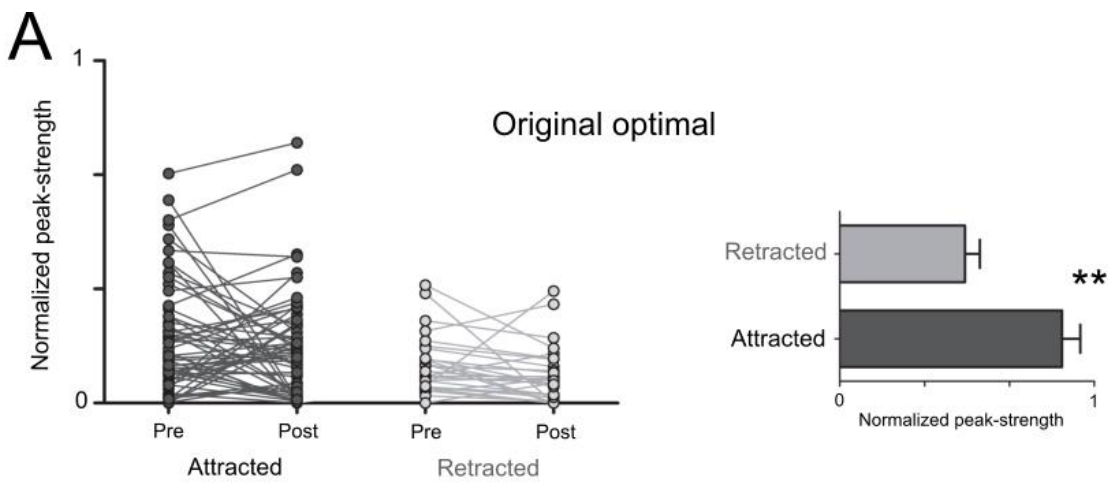 A
Normalized peak-strength
1
0
Original optimal
Pre
Post
Pre
Post
Attracted
Retracted
Retracted
Attracted
**
0
1
Normalized peak-strength